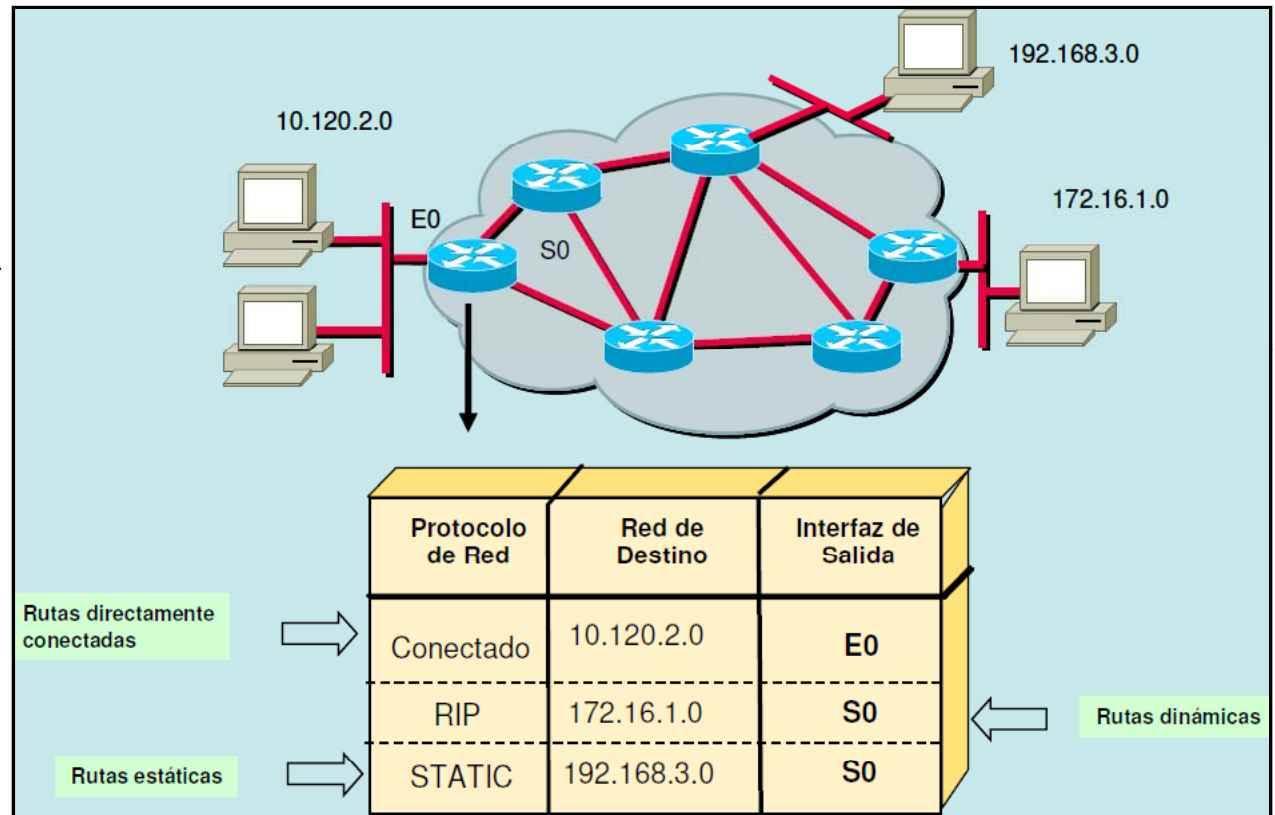 192.168.3.0
10.120.2.0
172.16.1.0
E0
S0
Protocolo
de Red
Red de
Destino
Interfaz de
Salida
Rutas directamente
conectadas
Conectado
10.120.2.0
E0
RIP
172.16.1.0
S0
Rutas dinámicas
Rutas estáticas
STATIC
192.168.3.0
S0